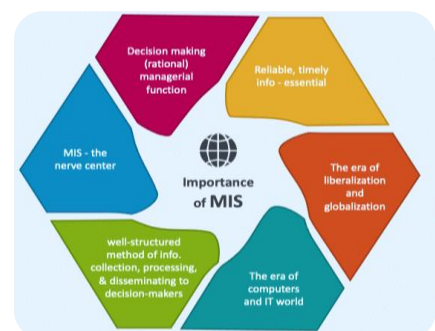 Decision making
(rational)
managerial
function
Reliable, timely
info - essential
MIS - the
nerve center
Importance
of MIS
The era of
liberalization
and
globalization
well-structured
method of info.
collection, processing,
& disseminating to
decision-makers
The era of
computers
and IT world